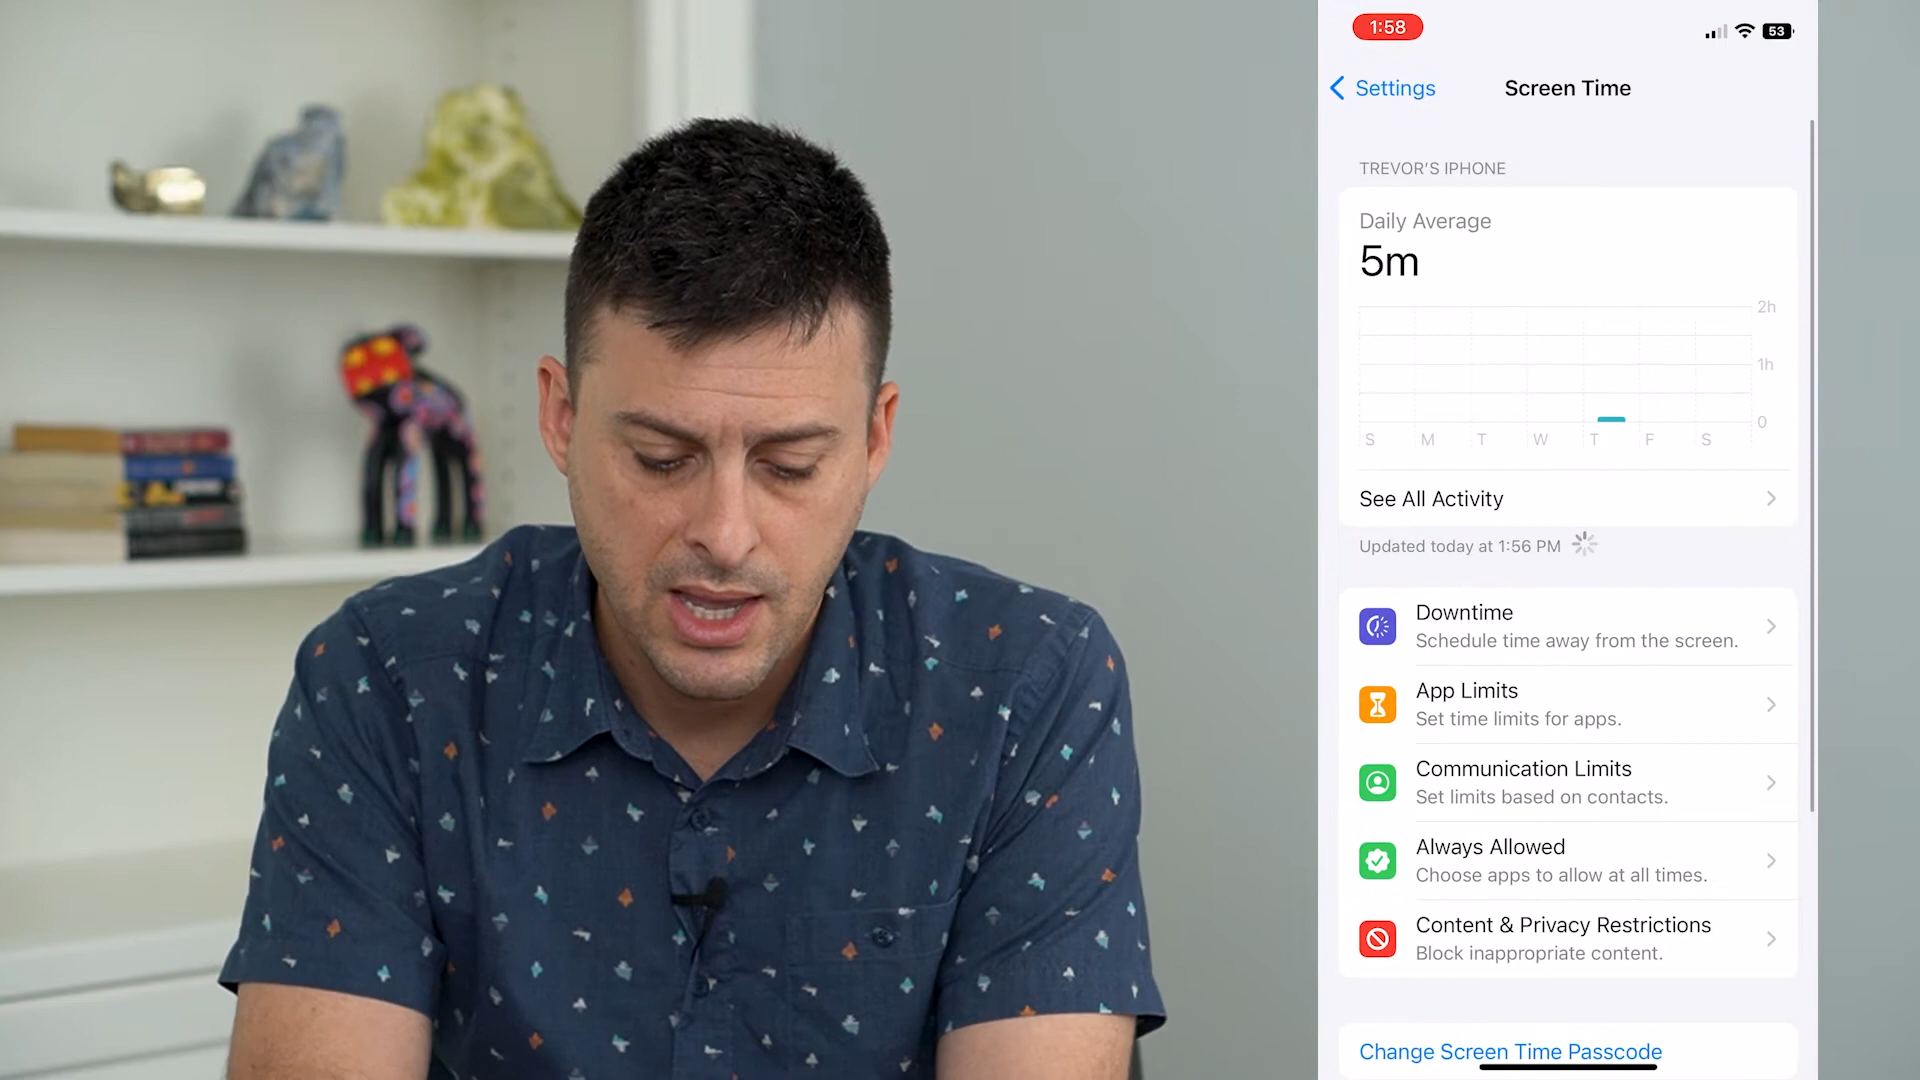 1:58
53
Settings
Screen Time
TREVOR'S IPHONE
Daily Average
5m
2h
1h
0
S M T W T F S
See All Activity
Updated today at 1:56 PM
Downtime
Schedule time away from the screen.
App Limits
Set time limits for apps.
Communication Limits
Set limits based on contacts.
Always Allowed
Choose apps to allow at all times.
Content & Privacy Restrictions
Block inappropriate content.
Change Screen Time Passcode